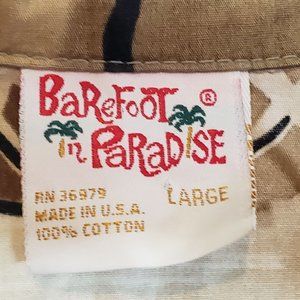 BAREFOOT ®
in PARADISE
RN 36979 LARGE
MADE IN U.S.A.
100% COTTON